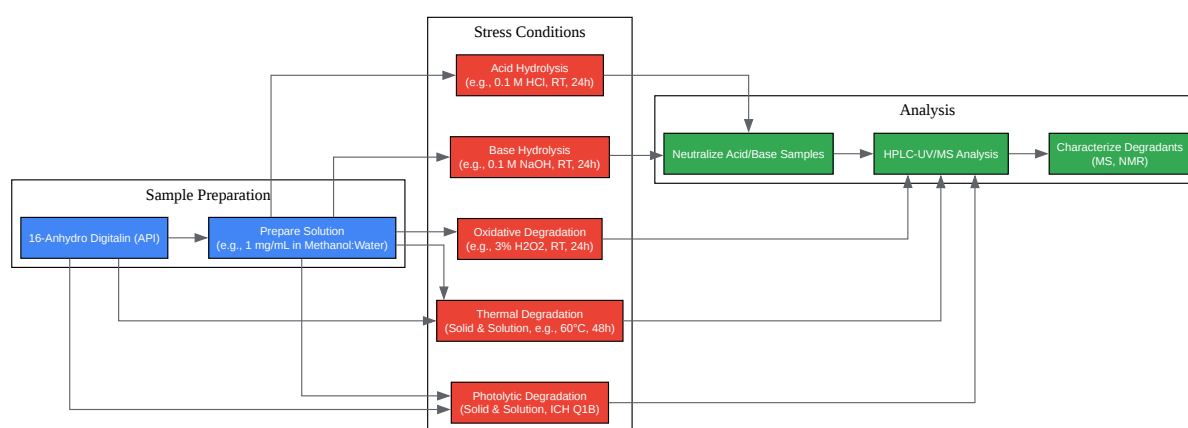 Stress Conditions
Acid Hydrolysis
(e.g., 0.1 M HCl, RT, 24h)
Analysis
Base Hydrolysis
(e.g., 0.1 M NaOH, RT, 24h)
Neutralize Acid/Base Samples
HPLC-UV/MS Analysis
Characterize Degradants
(MS, NMR)
Sample Preparation
16-Anhydro Digitalin (API)
Prepare Solution
(e.g., 1 mg/mL in Methanol:Water)
Oxidative Degradation
(e.g., 3% H2O2, RT, 24h)
Thermal Degradation
(Solid & Solution, e.g., 60°C, 48h)
Photolytic Degradation
(Solid & Solution, ICH Q1B)